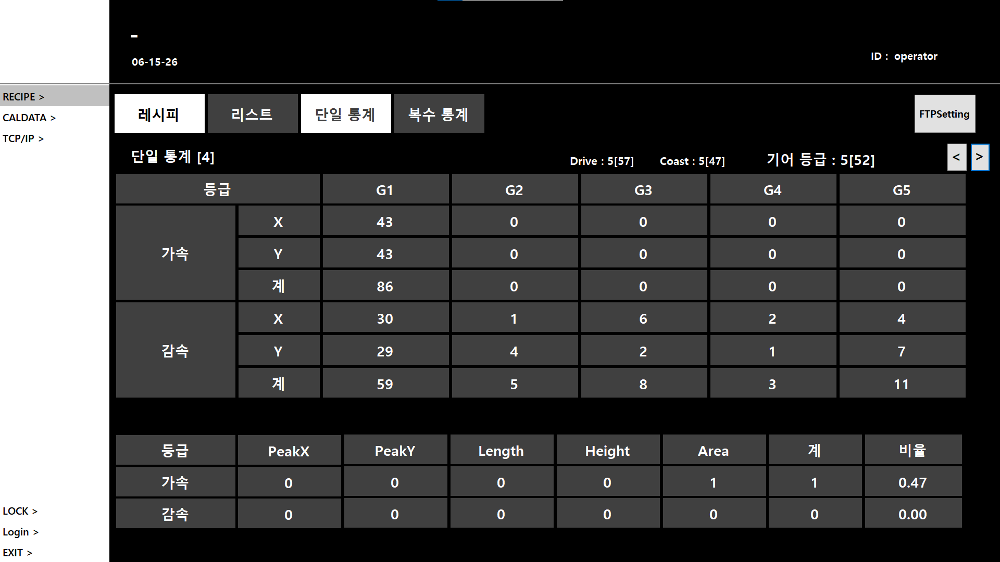 -
06-15-26
ID : operator
RECIPE >
CALDATA >
TCP/IP >
레시피 리스트 단일 통계 복수 통계
FTPSetting
단일 통계 [4]
Drive : 5[57] Coast : 5[47] 기어 등급 : 5[52]
< >
등급 G1 G2 G3 G4 G5
가속
X 43 0 0 0 0
Y 43 0 0 0 0
계 86 0 0 0 0
감속
X 30 1 6 2 4
Y 29 4 2 1 7
계 59 5 8 3 11
등급 PeakX PeakY Length Height Area 계 비율
가속 0 0 0 0 1 1 0.47
감속 0 0 0 0 0 0 0.00
LOCK >
Login >
EXIT >